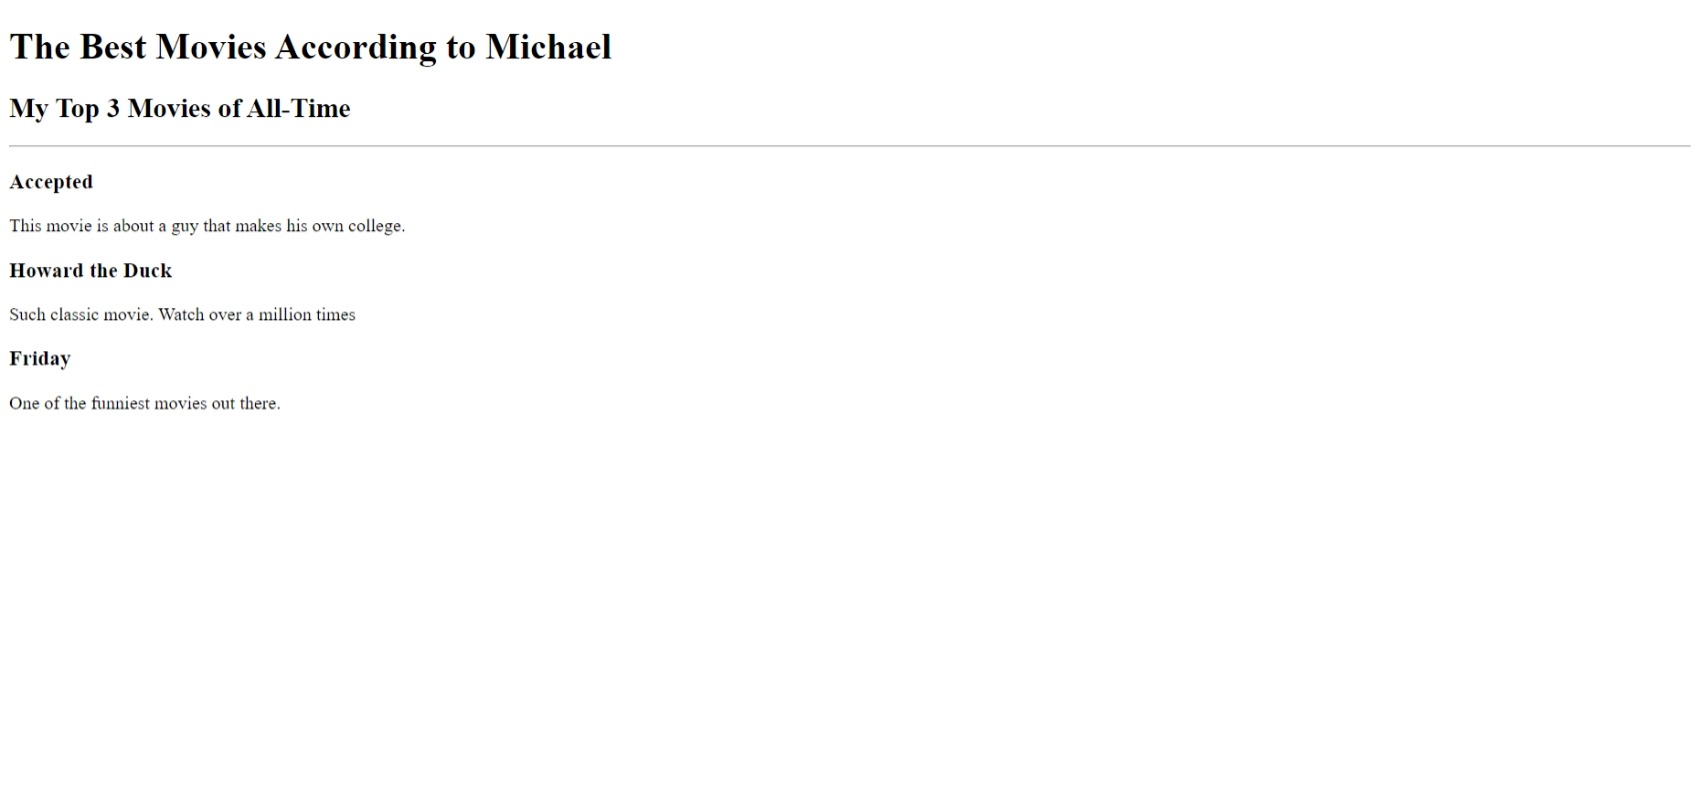 The Best Movies According to Michael
My Top 3 Movies of All-Time
Accepted
This movie is about a guy that makes his own college.
Howard the Duck
Such classic movie. Watch over a million times
Friday
One of the funniest movies out there.